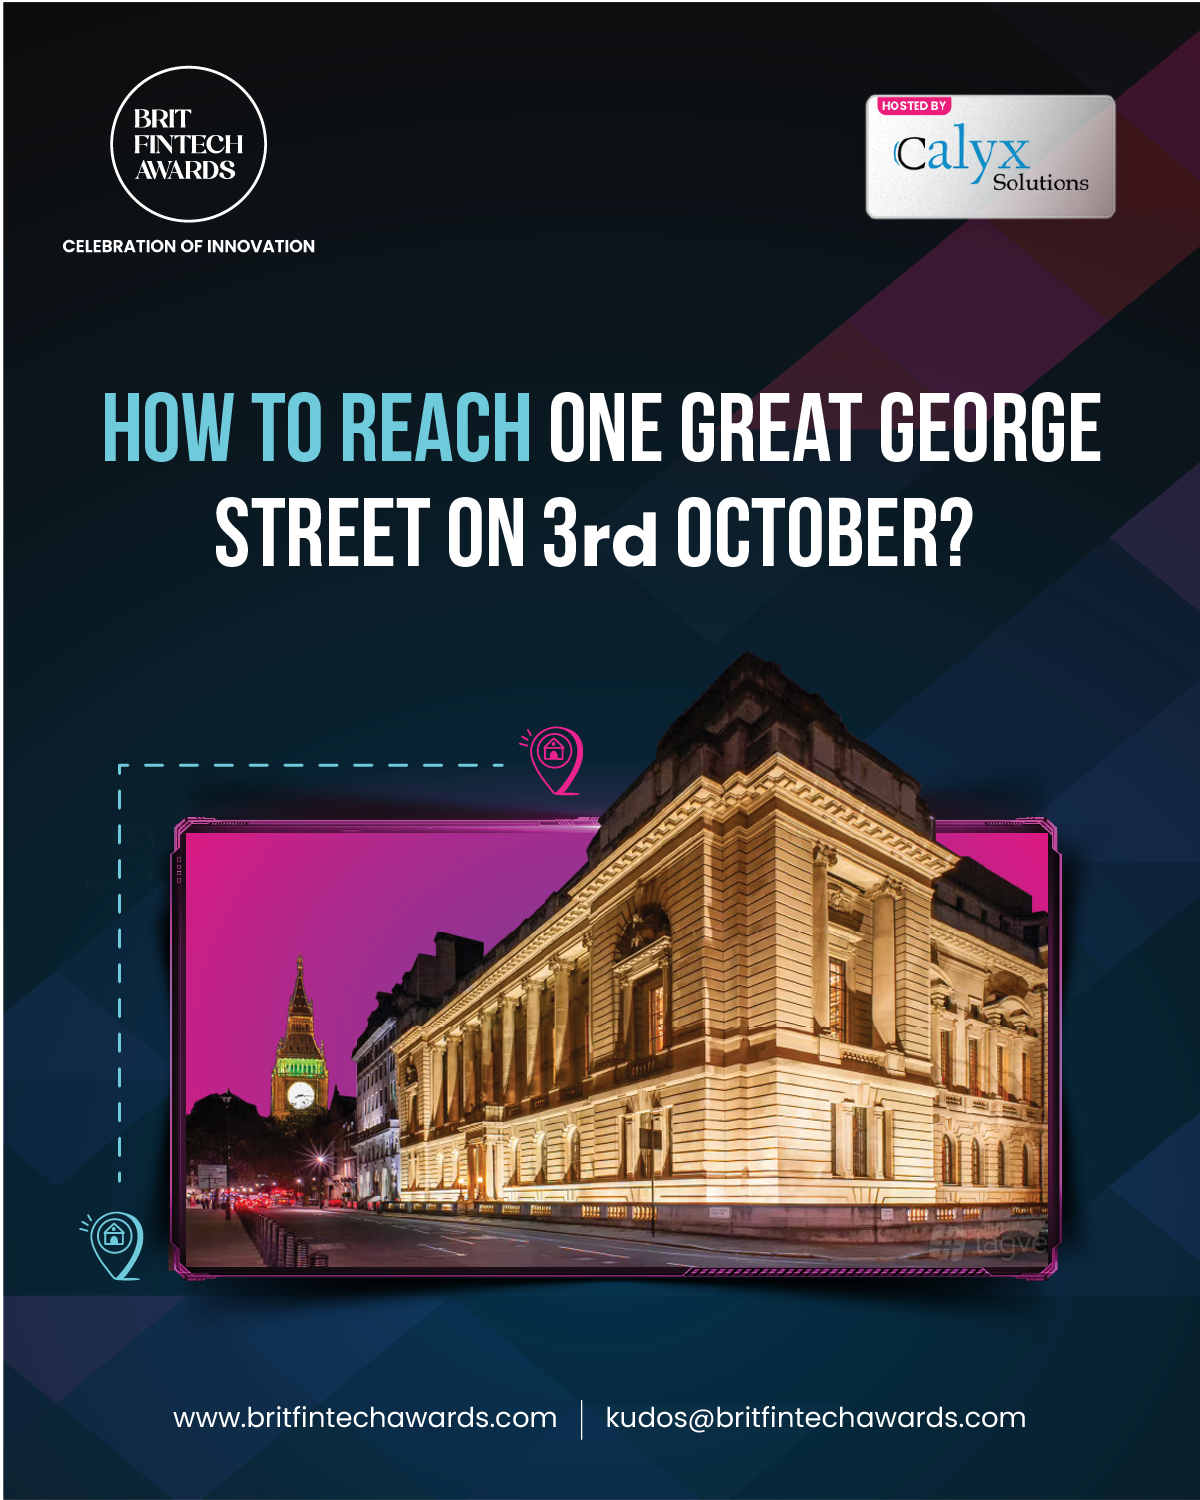 BRIT
FINTECH
AWARDS
CELEBRATION OF INNOVATION
HOSTED BY
Calyx
Solutions
HOW TO REACH ONE GREAT GEORGE
STREET ON 3rd OCTOBER?
www.britfintechawards.com
kudos@britfintechawards.com